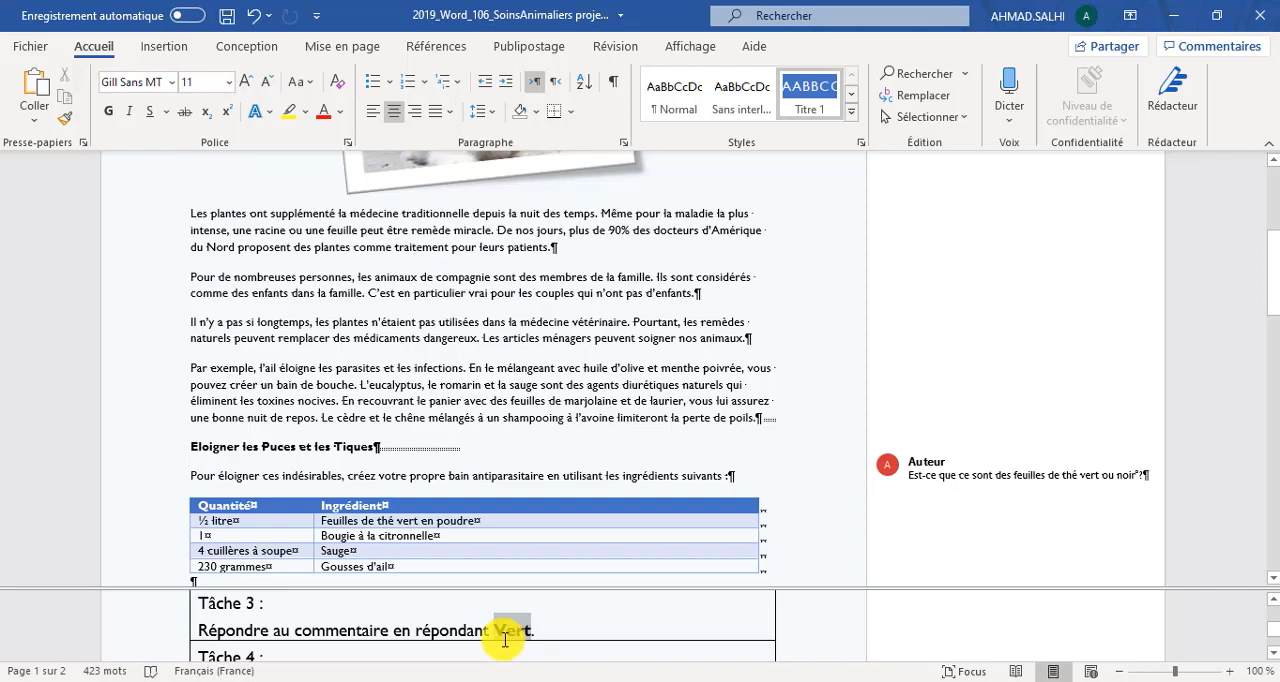 Enregistrement automatique
2019_Word_106_SoinsAnimaliers proje...
Rechercher
AHMAD.SALHI
A
Fichier
Accueil
Insertion
Conception
Mise en page
Références
Publipostage
Révision
Affichage
Aide
Partager
Commentaires
Coller
Gill Sans MT
11
Aa
G I S ab x₂ x²
AaBbCcDc
AaBbCcDc
AABBCC
¶ Normal
Sans interl...
Titre 1
Rechercher
Remplacer
Sélectionner
Dicter
Niveau de
confidentialité
Rédacteur
Presse-papiers
Police
Paragraphe
Styles
Édition
Voix
Confidentialité
Rédacteur
Les plantes ont supplémenté la médecine traditionnelle depuis la nuit des temps. Même pour la maladie la plus
intense, une racine ou une feuille peut être remède miracle. De nos jours, plus de 90% des docteurs d'Amérique
du Nord proposent des plantes comme traitement pour leurs patients.¶
Pour de nombreuses personnes, les animaux de compagnie sont des membres de la famille. Ils sont considérés
comme des enfants dans la famille. C'est en particulier vrai pour les couples qui n'ont pas d'enfants.¶
Il n'y a pas si longtemps, les plantes n'étaient pas utilisées dans la médecine vétérinaire. Pourtant, les remèdes
naturels peuvent remplacer des médicaments dangereux. Les articles ménagers peuvent soigner nos animaux.¶
Par exemple, l'ail éloigne les parasites et les infections. En le mélangeant avec huile d'olive et menthe poivrée, vous
pouvez créer un bain de bouche. L'eucalyptus, le romarin et la sauge sont des agents diurétiques naturels qui
éliminent les toxines nocives. En recouvrant le panier avec des feuilles de marjolaine et de laurier, vous lui assurez
une bonne nuit de repos. Le cèdre et le chêne mélangés à un shampooing à l'avoine limiteront la perte de poils.¶
Eloigner les Puces et les Tiques¶
Pour éloigner ces indésirables, créez votre propre bain antiparasitaire en utilisant les ingrédients suivants :¶
Quantité¤ Ingrédient¤
½ litre¤ Feuilles de thé vert en poudre¤
1¤ Bougie à la citronnelle¤
4 cuillères à soupe¤ Sauge¤
230 grammes¤ Gousses d'ail¤
¶
A
Auteur
Est-ce que ce sont des feuilles de thé vert ou noir°?¶
Tâche 3 :
Répondre au commentaire en répondant Vert.
Tâche 4 :
Page 1 sur 2
423 mots
Français (France)
Focus
100 %